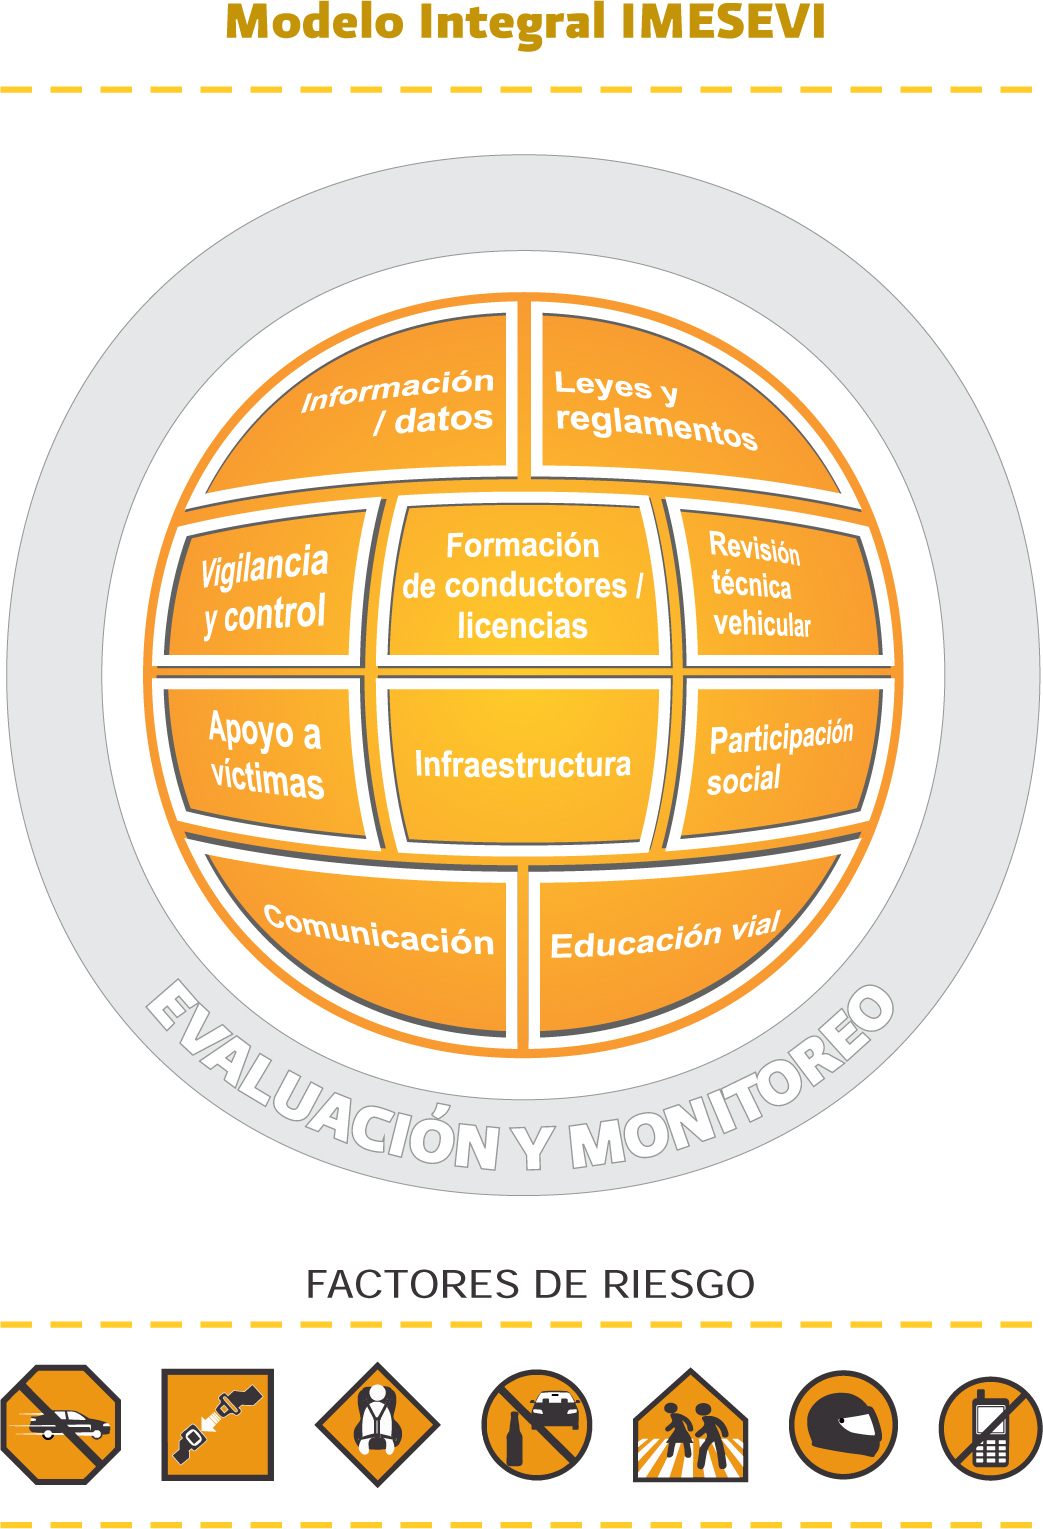 Modelo Integral IMESEVI
Información
/ datos
Leyes y
reglamentos
Vigilancia
y control
Formación
de conductores /
licencias
Revisión
técnica
vehicular
Apoyo a
víctimas
Infraestructura
Participación
social
Comunicación
Educación vial
EVALUACIÓN Y MONITOREO
FACTORES DE RIESGO